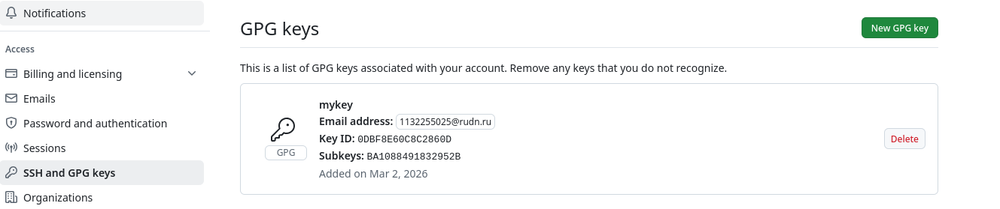 Notifications
Access
Billing and licensing
Emails
Password and authentication
Sessions
SSH and GPG keys
Organizations
GPG keys
New GPG key
This is a list of GPG keys associated with your account. Remove any keys that you do not recognize.
GPG
mykey
Email address: 1132255025@rudn.ru
Key ID: 0DBF8E60C8C2860D
Subkeys: BA1088491832952B
Added on Mar 2, 2026
Delete